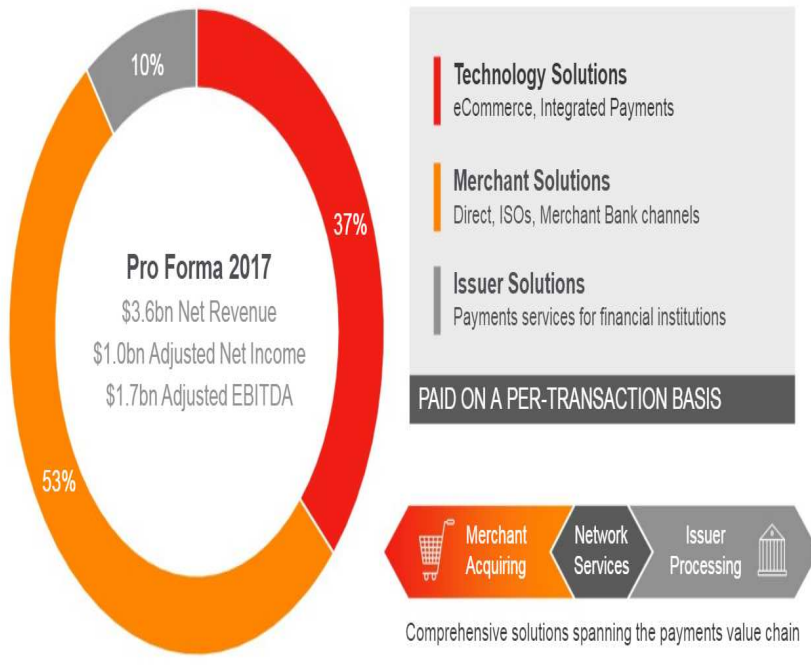 10%
37%
53%
Pro Forma 2017
$3.6bn Net Revenue
$1.0bn Adjusted Net Income
$1.7bn Adjusted EBITDA
Technology Solutions
eCommerce, Integrated Payments
Merchant Solutions
Direct, ISOs, Merchant Bank channels
Issuer Solutions
Payments services for financial institutions
PAID ON A PER-TRANSACTION BASIS
Merchant
Acquiring
Network
Services
Issuer
Processing
Comprehensive solutions spanning the payments value chain